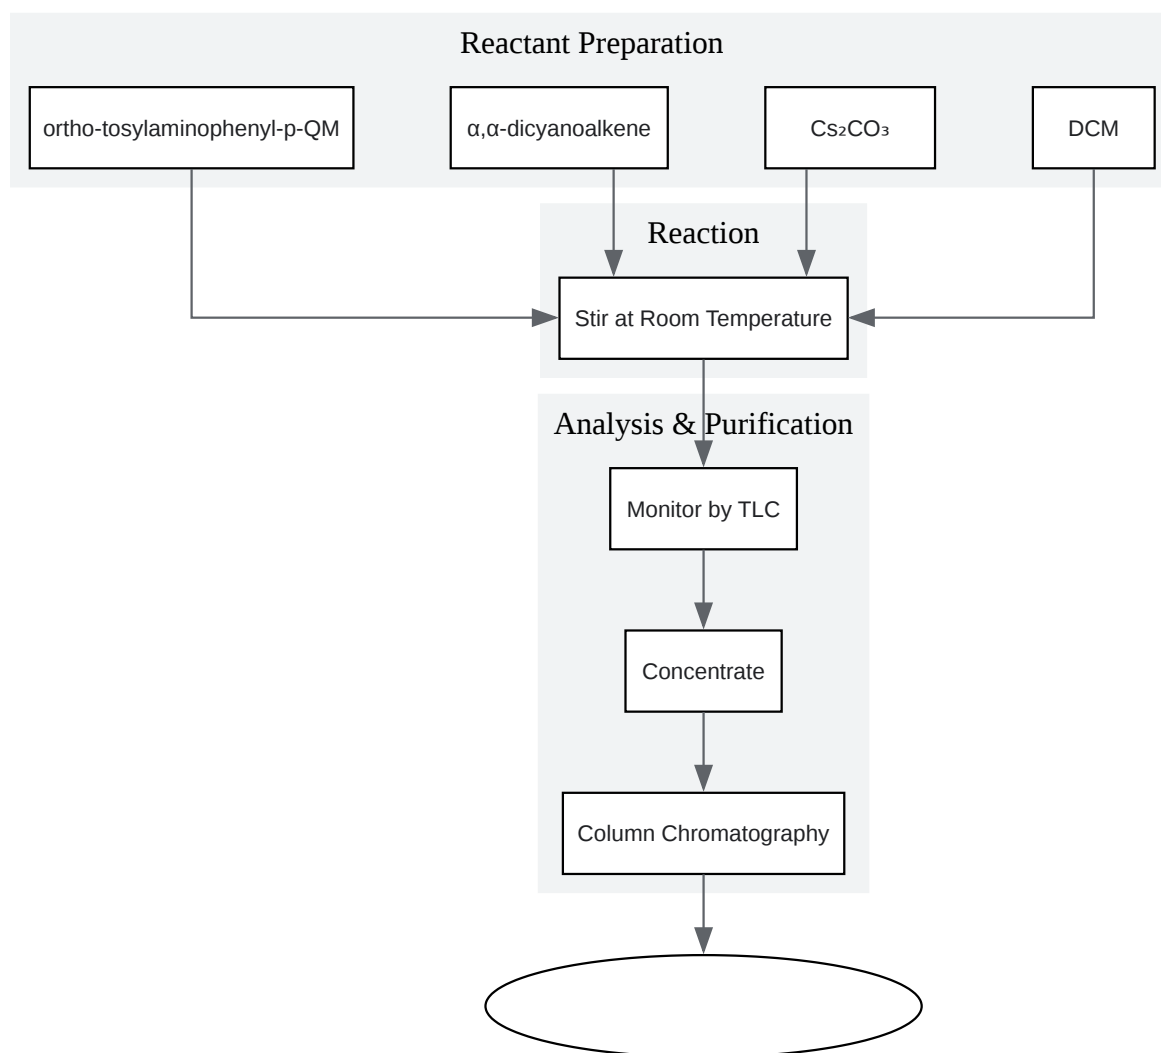 Reactant Preparation
ortho-tosylaminophenyl-p-QM
α,α-dicyanoalkene
Cs₂CO₃
DCM
Reaction
Stir at Room Temperature
Analysis & Purification
Monitor by TLC
Concentrate
Column Chromatography